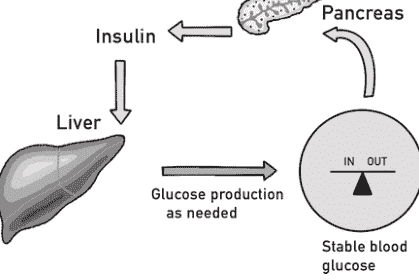 Pancreas
Insulin
Liver
IN OUT
Glucose production
as needed
Stable blood
glucose